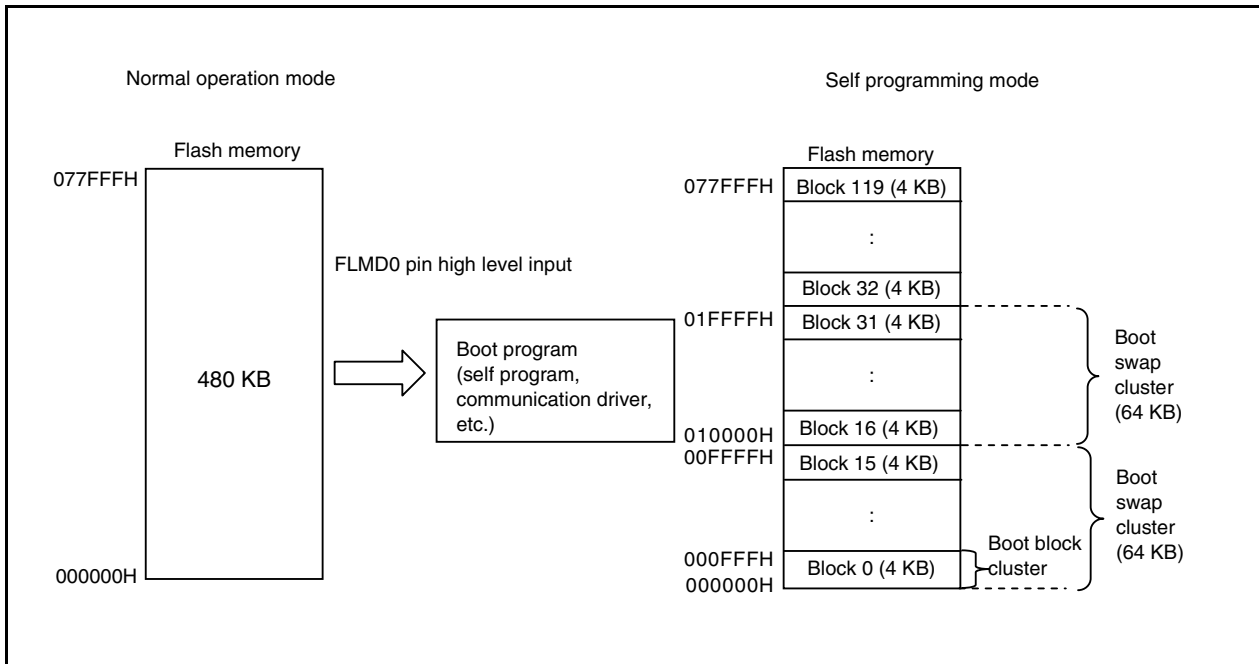 Normal operation mode
Flash memory
077FFFH
480 KB
000000H
FLMD0 pin high level input
Boot program
(self program,
communication driver,
etc.)
Self programming mode
Flash memory
077FFFH
Block 119 (4 KB)
:
Block 32 (4 KB)
01FFFFH
Block 31 (4 KB)
:
010000H
Block 16 (4 KB)
00FFFFH
Block 15 (4 KB)
:
000FFFH
Block 0 (4 KB)
000000H
Boot block
cluster
Boot
swap
cluster
(64 KB)
Boot
swap
cluster
(64 KB)